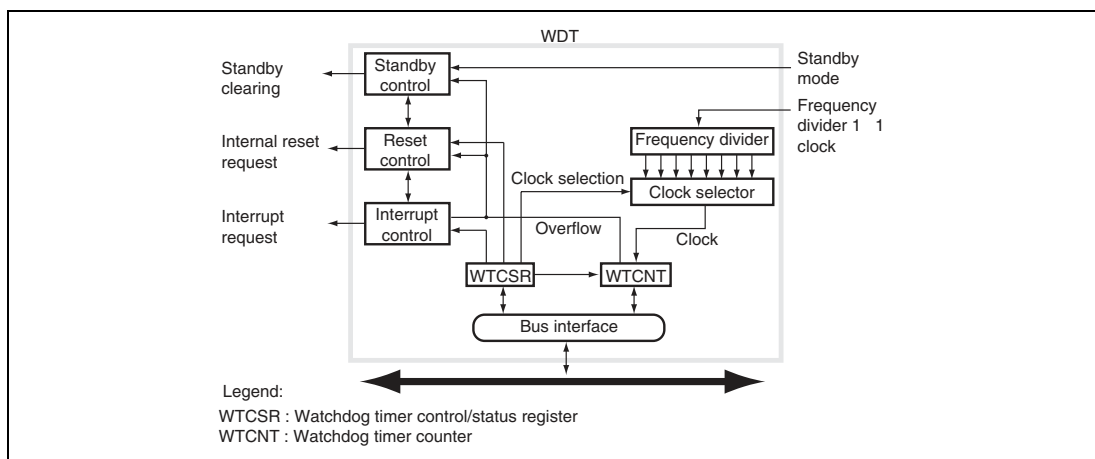 WDT
Standby
clearing
Standby
control
Standby
mode
Frequency
divider 1 1
clock
Internal reset
request
Reset
control
Frequency divider
Clock selection
Clock selector
Interrupt
request
Interrupt
control
Overflow
Clock
WTCSR
WTCNT
Bus interface
Legend:
WTCSR : Watchdog timer control/status register
WTCNT : Watchdog timer counter